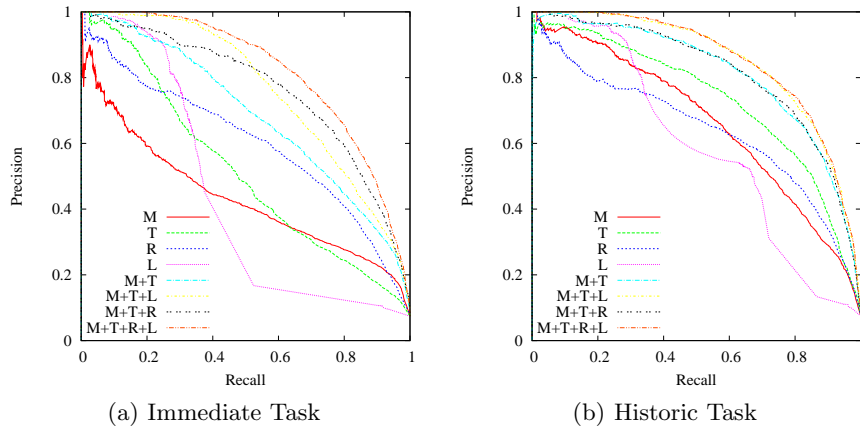 1
0.8
0.6
0.4
0.2
0
Precision
M
T
R
L
M+T
M+T+L
M+T+R
M+T+R+L
0 0.2 0.4 0.6 0.8 1
Recall
(a) Immediate Task
1
0.8
0.6
0.4
0.2
0
Precision
M
T
R
L
M+T
M+T+L
M+T+R
M+T+R+L
0 0.2 0.4 0.6 0.8
Recall
(b) Historic Task